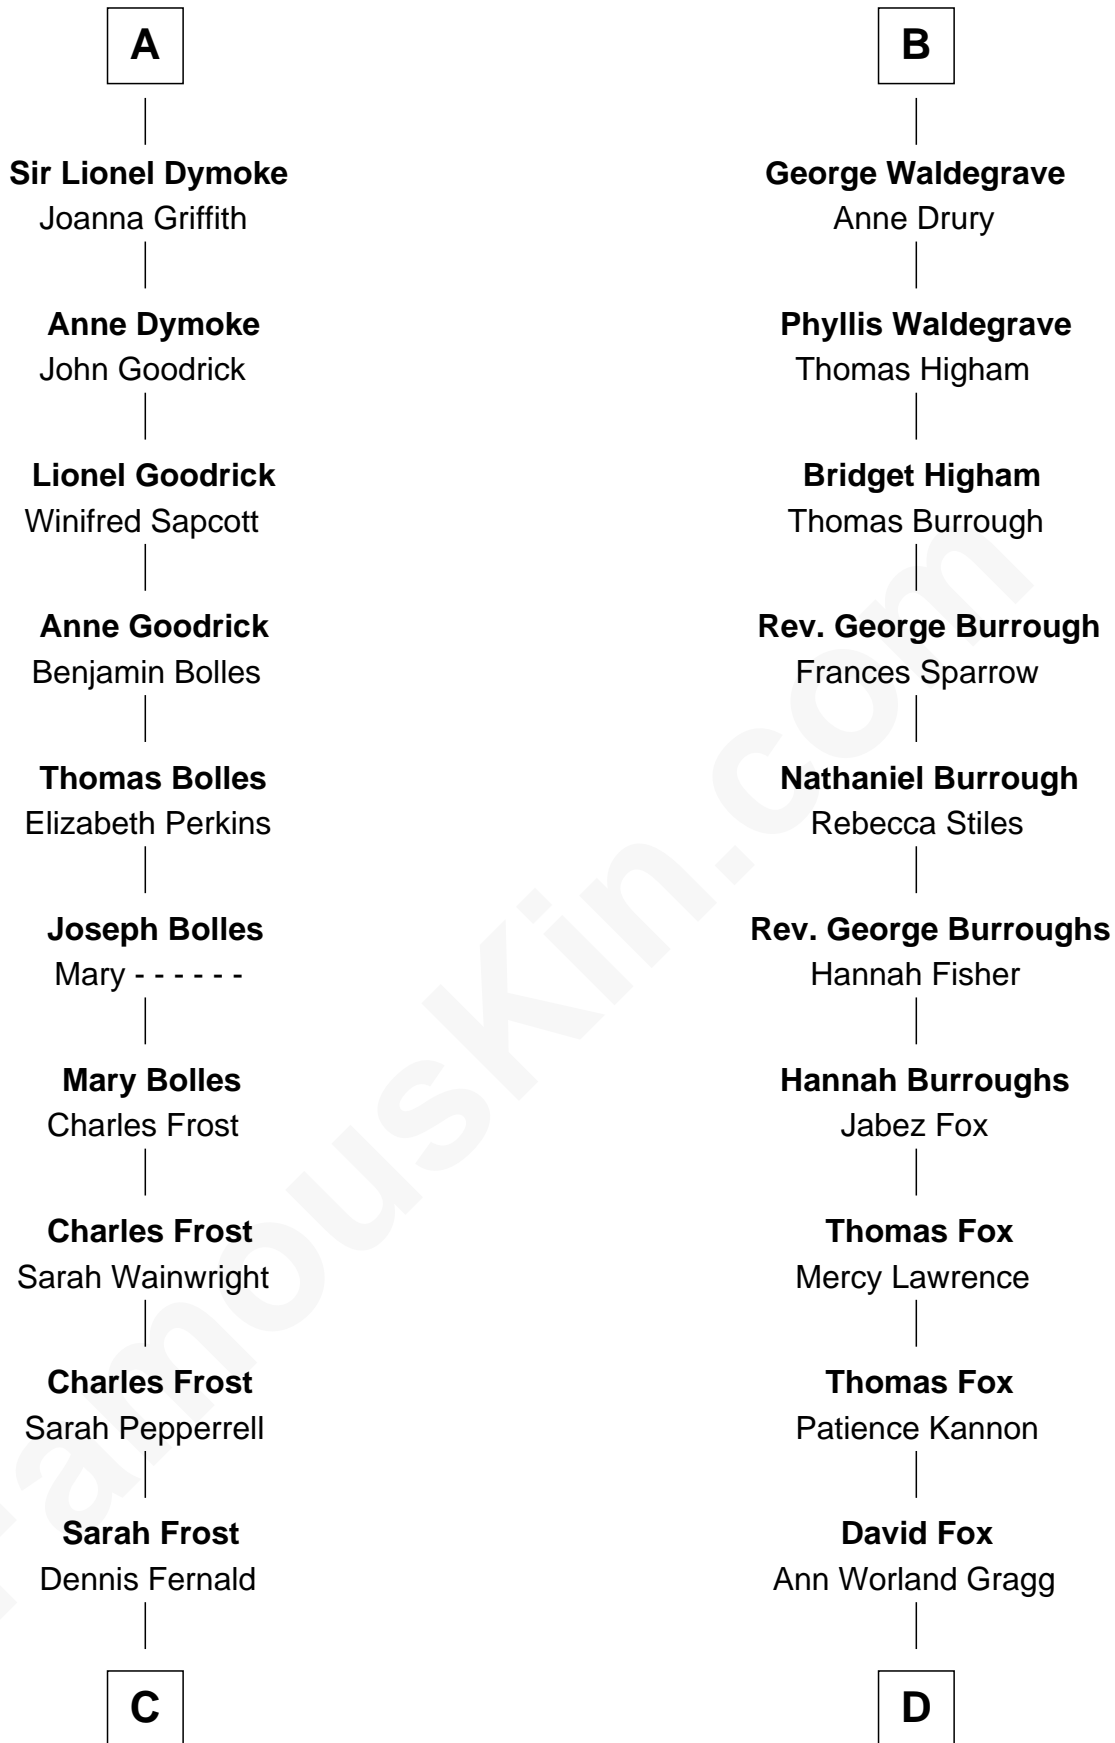 A
Sir Lionel Dymoke
Joanna Griffith
Anne Dymoke
John Goodrick
Lionel Goodrick
Winifred Sapcott
Anne Goodrick
Benjamin Bolles
Thomas Bolles
Elizabeth Perkins
Joseph Bolles
Mary - - - - - -
Mary Bolles
Charles Frost
Charles Frost
Sarah Wainwright
Charles Frost
Sarah Pepperrell
Sarah Frost
Dennis Fernald
C
B
George Waldegrave
Anne Drury
Phyllis Waldegrave
Thomas Higham
Bridget Higham
Thomas Burrough
Rev. George Burrough
Frances Sparrow
Nathaniel Burrough
Rebecca Stiles
Rev. George Burroughs
Hannah Fisher
Hannah Burroughs
Jabez Fox
Thomas Fox
Mercy Lawrence
Thomas Fox
Patience Kannon
David Fox
Ann Worland Gragg
D
FamousKin.com